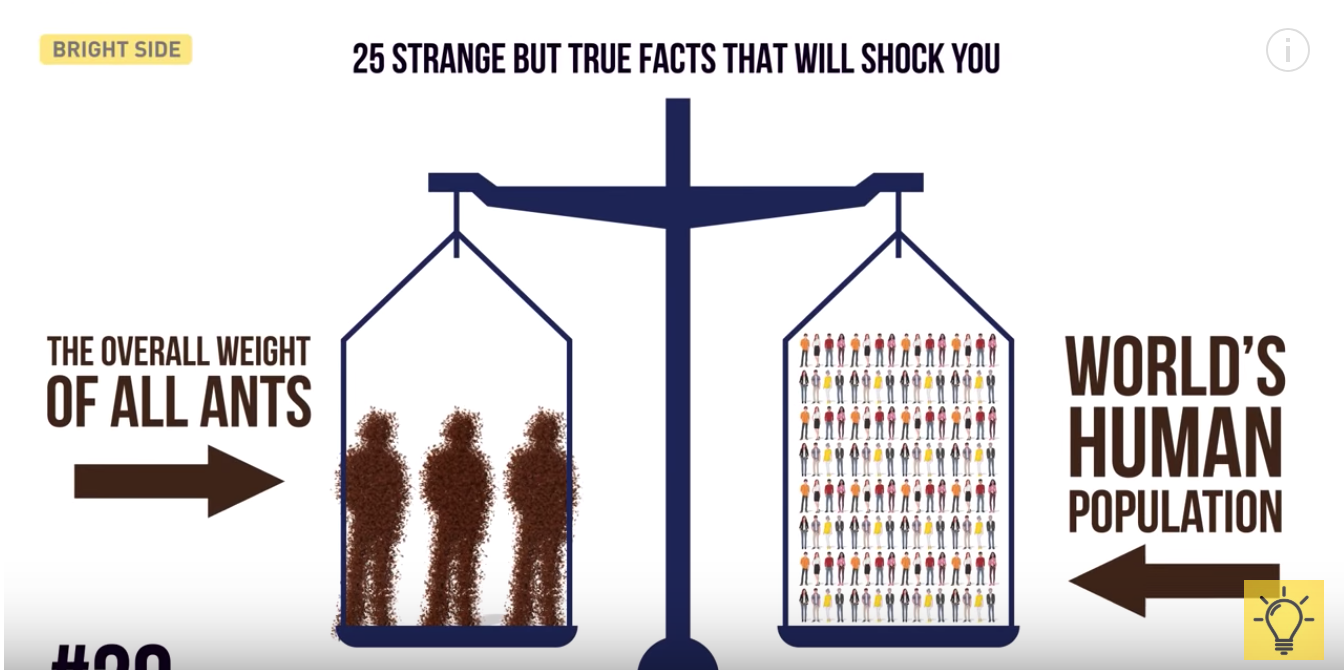 BRIGHT SIDE
25 STRANGE BUT TRUE FACTS THAT WILL SHOCK YOU
THE OVERALL WEIGHT
OF ALL ANTS
WORLD'S
HUMAN
POPULATION